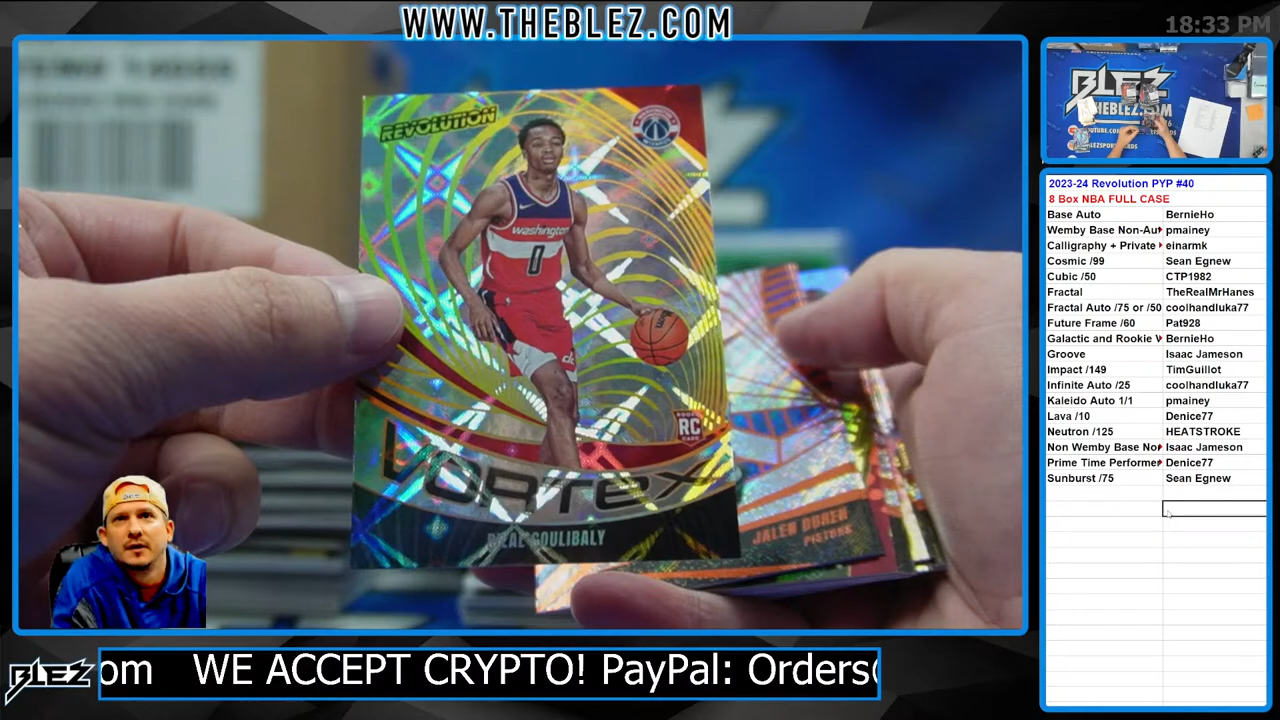 WWW.THEBLEZ.COM
18:33 PM
REVOLUTION
washington
0
RC
VORTEX
BILAL COULIBALY
JALEN DUREN
PISTONS
BLEZ
THEBLEZ.COM
2023-24 Revolution PYP #40
8 Box NBA FULL CASE
Base Auto BernieHo
Wemby Base Non-Au pmainey
Calligraphy + Private einarmk
Cosmic /99 Sean Egnew
Cubic /50 CTP1982
Fractal TheRealMrHanes
Fractal Auto /75 or /50 coolhandluka77
Future Frame /60 Pat928
Galactic and Rookie V BernieHo
Groove Isaac Jameson
Impact /149 TimGuillot
Infinite Auto /25 coolhandluka77
Kaleido Auto 1/1 pmainey
Lava /10 Denice77
Neutron /125 HEATSTROKE
Non Wemby Base No Isaac Jameson
Prime Time Performer Denice77
Sunburst /75 Sean Egnew
BLEZ
om WE ACCEPT CRYPTO! PayPal: Orders@